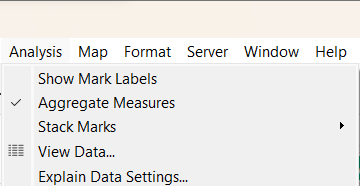 Analysis Map Format Server Window Help
Show Mark Labels
Aggregate Measures
Stack Marks
View Data...
Explain Data Settings...